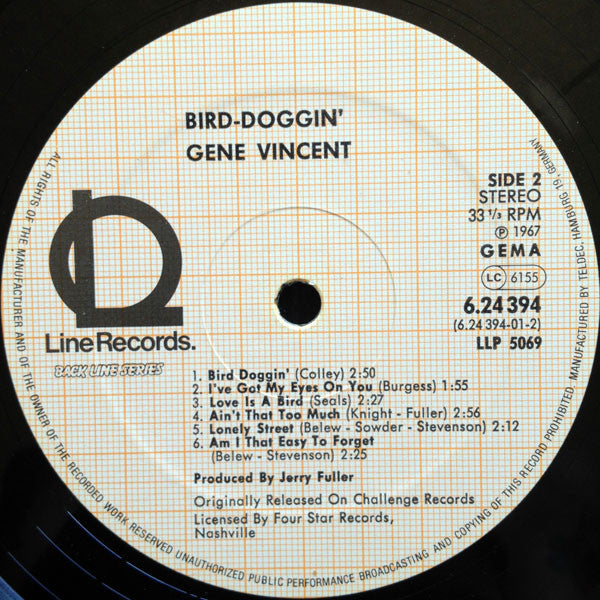 BIRD-DOGGIN'
GENE VINCENT
SIDE 2
STEREO
33 1/3 RPM
Ⓟ 1967
GEMA
LC 6155
6.24394
(6.24 394-01-2)
LLP 5069
LineRecords.
BACK LINE SERIES
1. Bird Doggin' (Colley) 2:50
2. I've Got My Eyes On You (Burgess) 1:55
3. Love Is A Bird (Seals) 2:27
4. Ain't That Too Much (Knight - Fuller) 2:56
5. Lonely Street (Belew - Sowder - Stevenson) 2:12
6. Am I That Easy To Forget
(Belew - Stevenson) 2:25
Produced By Jerry Fuller
Originally Released On Challenge Records
Licensed By Four Star Records,
Nashville
ALL RIGHTS OF THE MANUFACTURER AND OF THE OWNER OF THE RECORDED WORK RESERVED UNAUTHORIZED PUBLIC PERFORMANCE BROADCASTING AND COPYING OF THIS RECORD PROHIBITED. MANUFACTURED BY TELDEC, HAMBURG 19, GERMANY